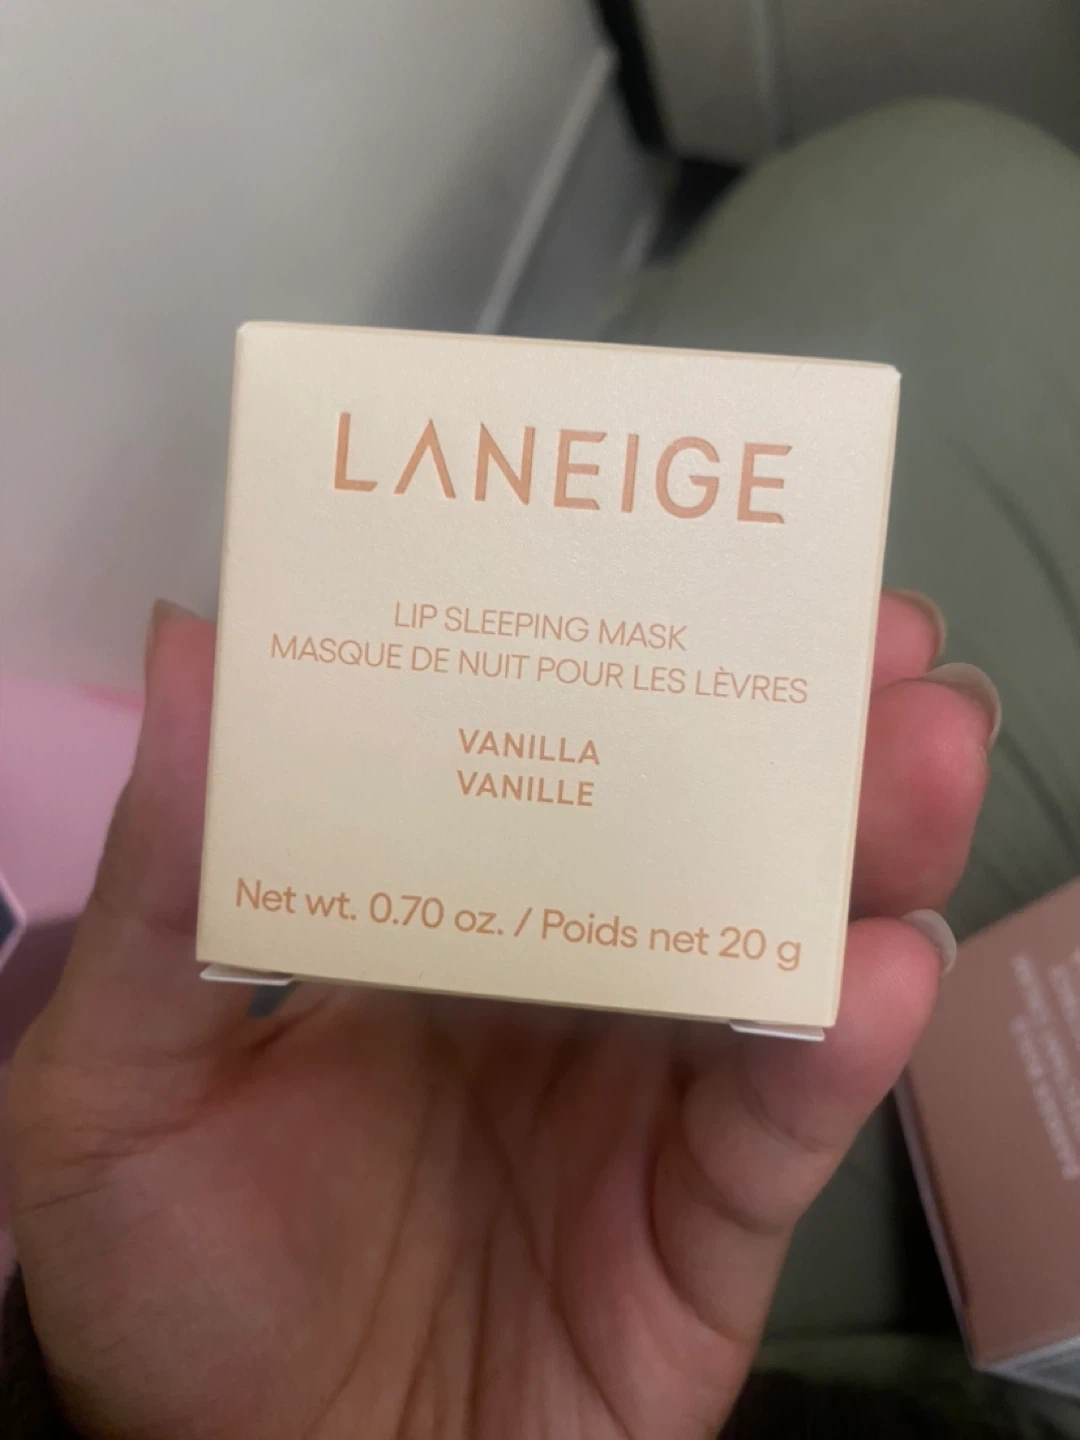 LANEIGE
LIP SLEEPING MASK
MASQUE DE NUIT POUR LES LÈVRES
VANILLA
VANILLE
Net wt. 0.70 oz. / Poids net 20 g